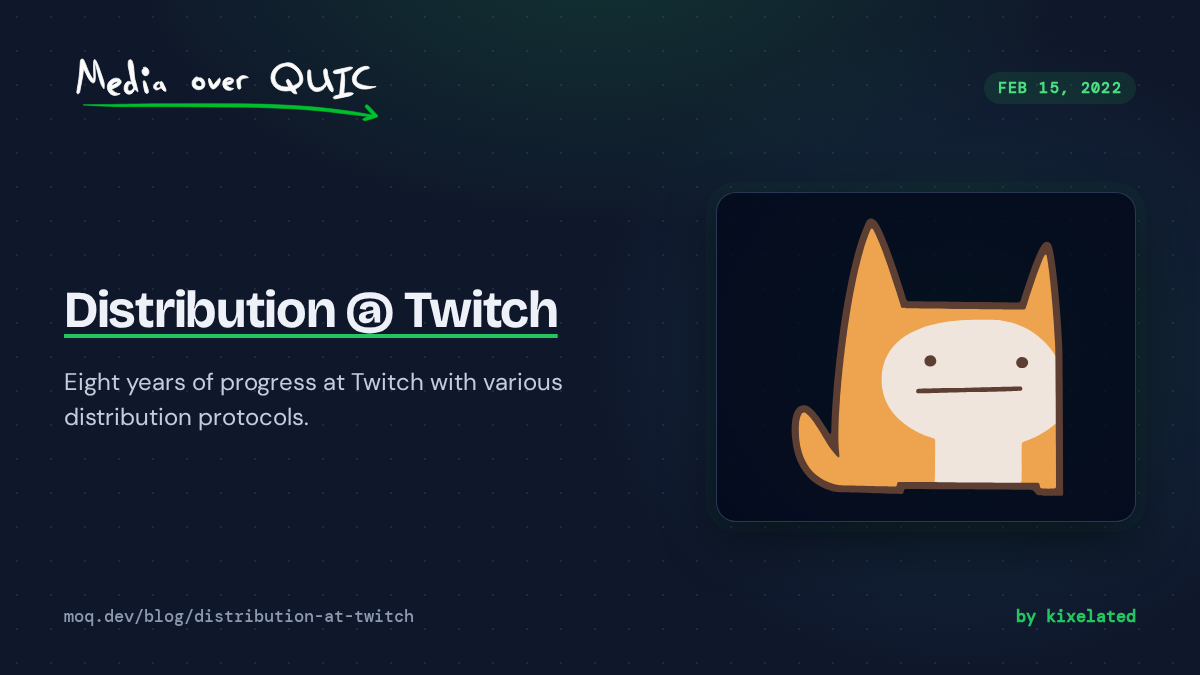 Media over QUIC
FEB 15, 2022
Distribution @ Twitch
Eight years of progress at Twitch with various
distribution protocols.
moq.dev/blog/distribution-at-twitch
by kixelated